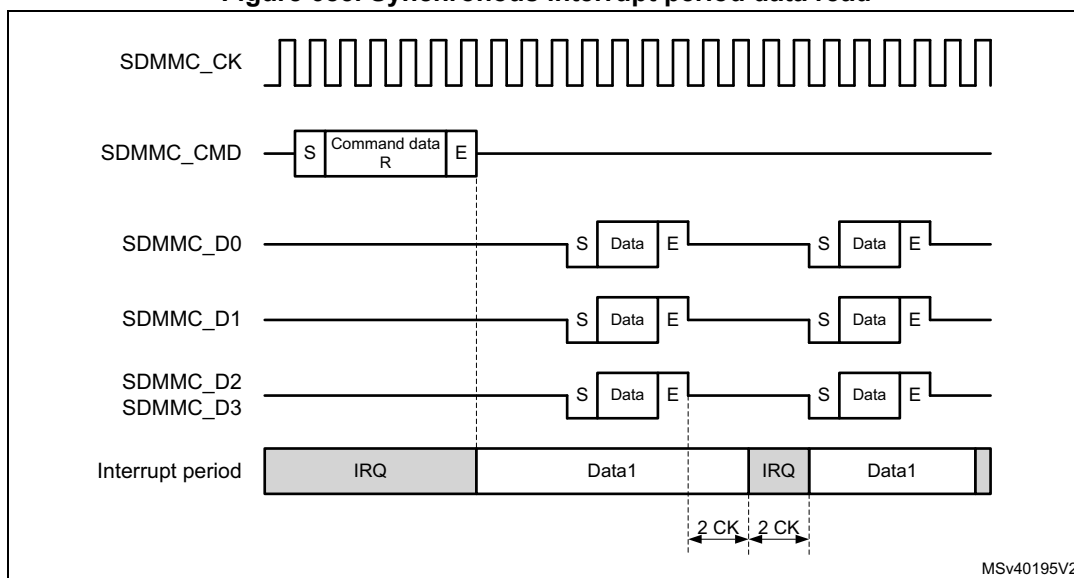 SDMMC_CK
SDMMC_CMD
S
Command data
R
E
SDMMC_D0
S Data E
S Data E
SDMMC_D1
S Data E
S Data E
SDMMC_D2
SDMMC_D3
S Data E
S Data E
Interrupt period
IRQ
Data1
IRQ
Data1
2 CK
2 CK
MSv40195V2